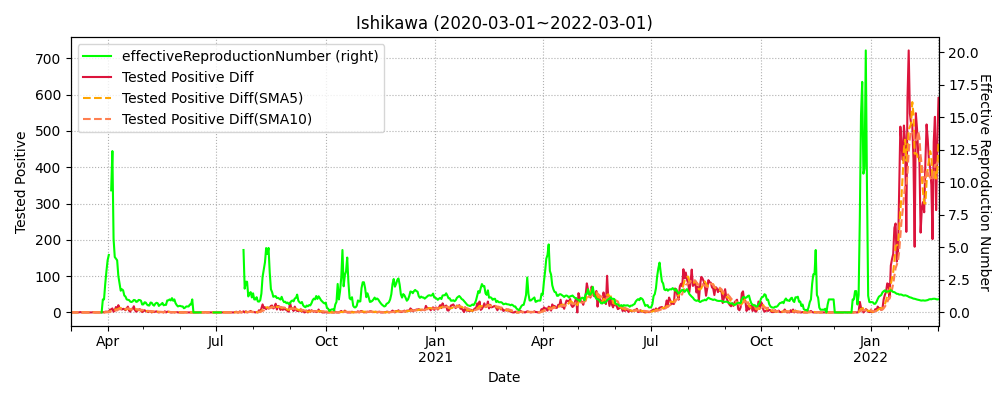 Ishikawa (2020-03-01~2022-03-01)
effectiveReproductionNumber (right)
Tested Positive Diff
Tested Positive Diff(SMA5)
Tested Positive Diff(SMA10)
Tested Positive
700
600
500
400
300
200
100
0
20.0
17.5
15.0
12.5
10.0
7.5
5.0
2.5
0.0
Effective Reproduction Number
Apr Jul Oct Jan Apr Jul Oct Jan
2021 2022
Date